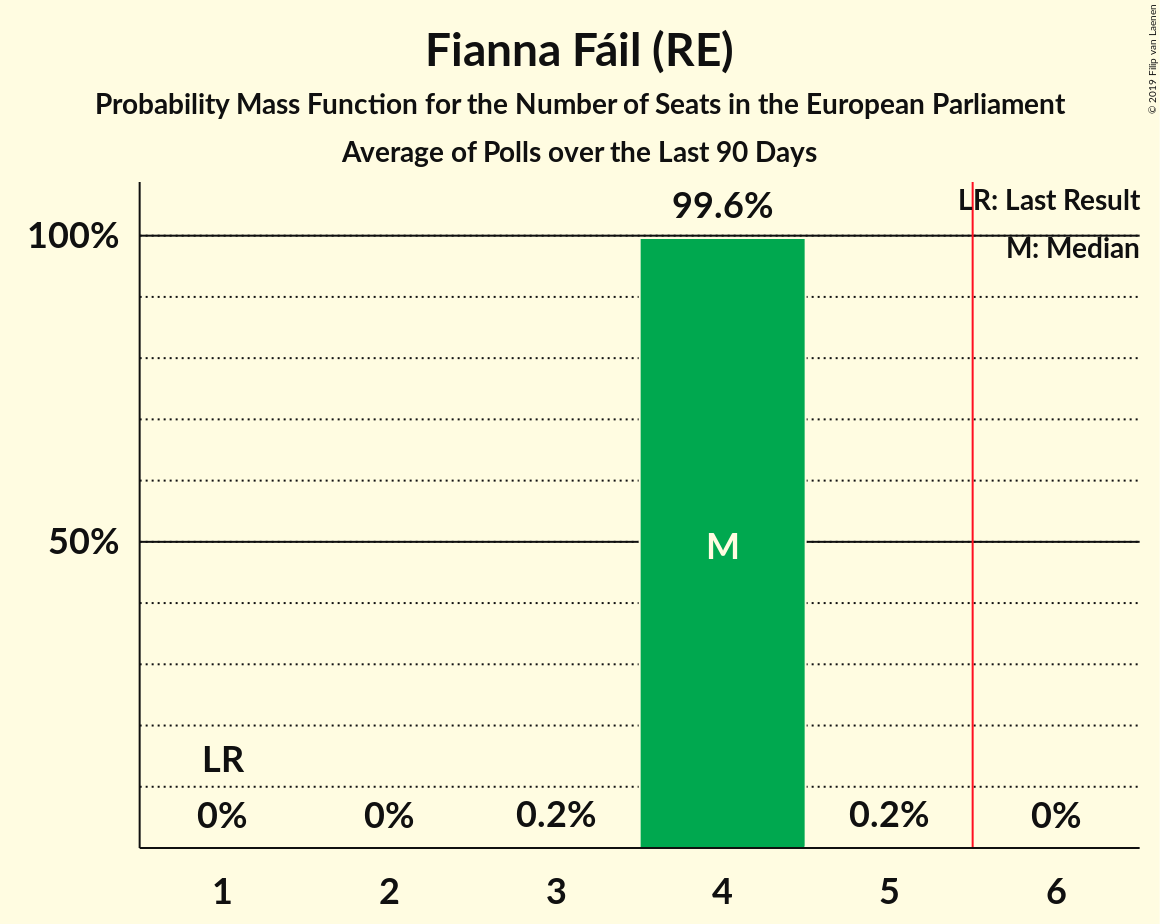 Fianna Fáil (RE)
Probability Mass Function for the Number of Seats in the European Parliament
Average of Polls over the Last 90 Days
© 2019 Filip van Laenen
LR: Last Result
M: Median
99.6%
100%
50%
M
LR
0%
0%
0.2%
0.2%
0%
1
2
3
4
5
6